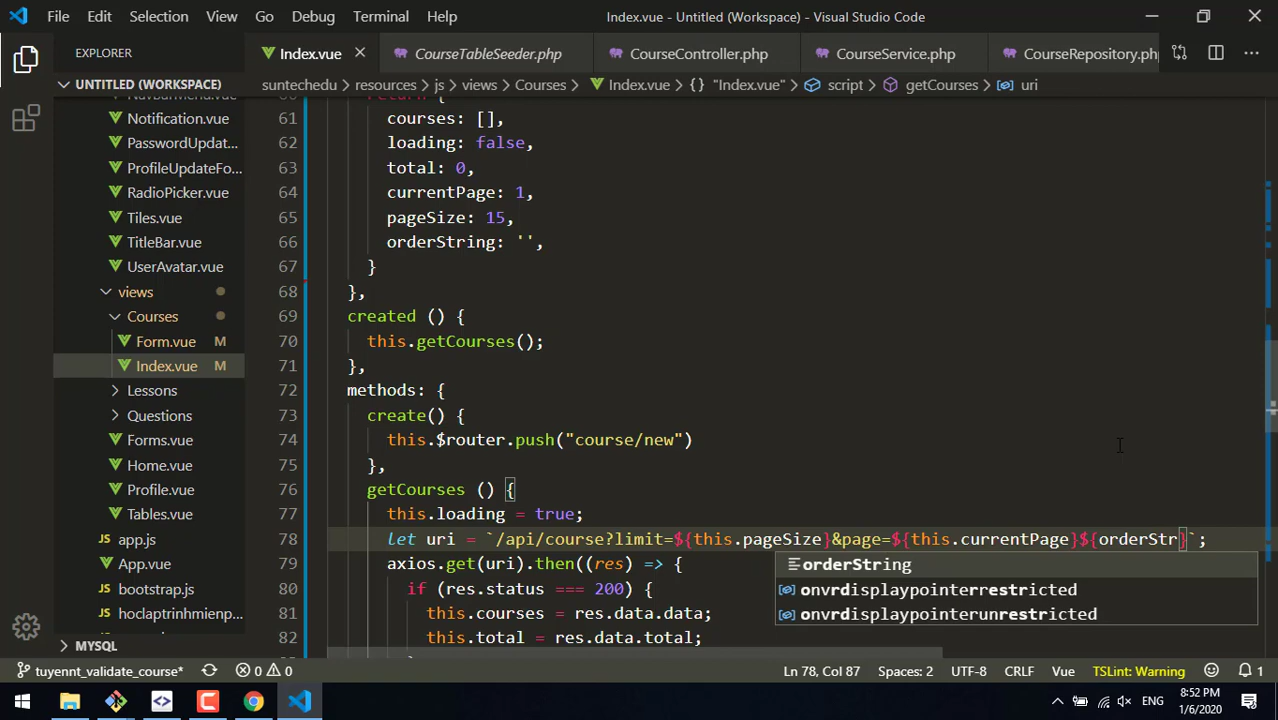 File Edit Selection View Go Debug Terminal Help Index.vue - Untitled (Workspace) - Visual Studio Code
EXPLORER
Index.vue
CourseTableSeeder.php
CourseController.php
CourseService.php
CourseRepository.php
UNTITLED (WORKSPACE)
suntechedu > resources > js > views > Courses > Index.vue > {} "Index.vue" > script > getCourses > uri
Notification.vue
PasswordUpdat...
ProfileUpdateFo...
RadioPicker.vue
Tiles.vue
TitleBar.vue
UserAvatar.vue
views
Courses
Form.vue M
Index.vue M
Lessons
Questions
Forms.vue
Home.vue
Profile.vue
Tables.vue
app.js
App.vue
bootstrap.js
hoclaptrinhmienp...
MYSQL
return {
61 courses: [],
62 loading: false,
63 total: 0,
64 currentPage: 1,
65 pageSize: 15,
66 orderString: '',
67 }
68 },
69 created () {
70 this.getCourses();
71 },
72 methods: {
73 create() {
74 this.$router.push("course/new")
75 },
76 getCourses () {
77 this.loading = true;
78 let uri = `/api/course?limit=${this.pageSize}&page=${this.currentPage}${orderStr}`;
79 axios.get(uri).then((res) => {
80 if (res.status === 200) {
81 this.courses = res.data.data;
82 this.total = res.data.total;
orderString
onvrdisplaypointerrestricted
onvrdisplaypointerunrestricted
tuyennt_validate_course* 0 0 Ln 78, Col 87 Spaces: 2 UTF-8 CRLF Vue TSLint: Warning 1
ENG
8:52 PM
1/6/2020